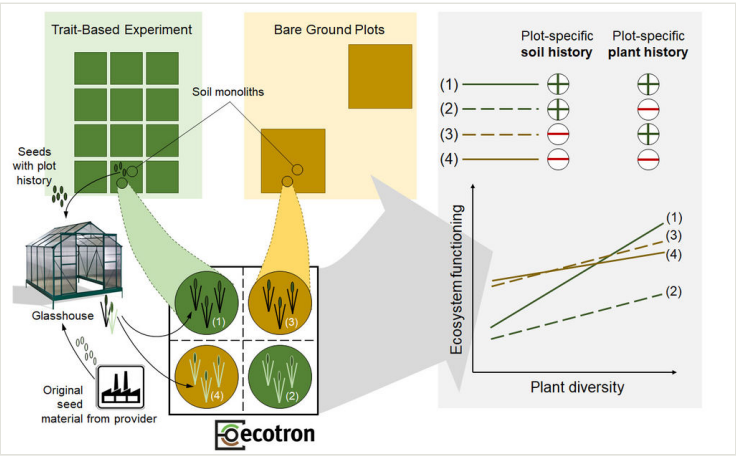 Trait-Based Experiment
Bare Ground Plots
Soil monoliths
Seeds
with plot
history
Glasshouse
Original
seed
material from provider
(1)
(3)
(4)
(2)
ecotron
Plot-specific
soil history
Plot-specific
plant history
(1)
(2)
(3)
(4)
Ecosystem functioning
(1)
(3)
(4)
(2)
Plant diversity